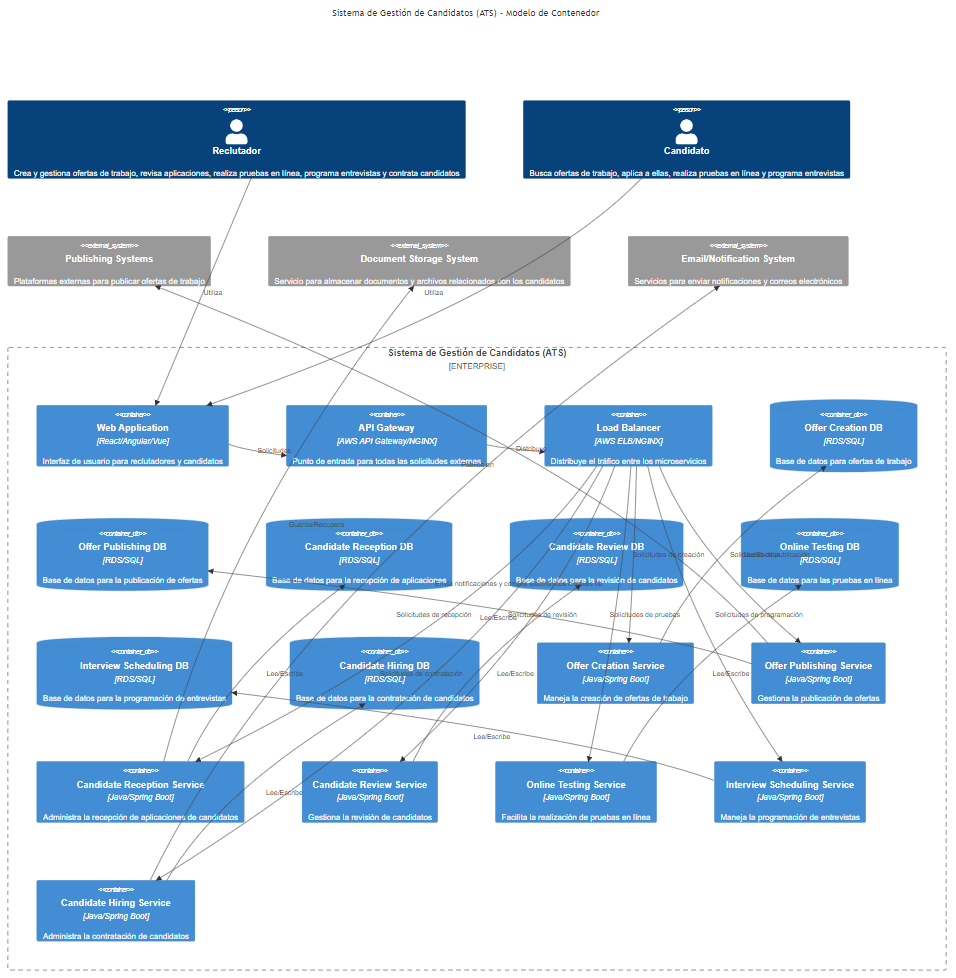 Sistema de Gestión de Candidatos (ATS) - Modelo de Contenedor
<<person>>
Reclutador
Crea y gestiona ofertas de trabajo, revisa aplicaciones, realiza pruebas en línea, programa entrevistas y contrata candidatos
<<person>>
Candidato
Busca ofertas de trabajo, aplica a ellas, realiza pruebas en línea y programa entrevistas
<<external_system>>
Publishing Systems
Plataformas externas para publicar ofertas de trabajo
<<external_system>>
Document Storage System
Servicio para almacenar documentos y archivos relacionados con los candidatos
<<external_system>>
Email/Notification System
Servicios para enviar notificaciones y correos electrónicos
Utiliza
Utiliza
Sistema de Gestión de Candidatos (ATS)
[ENTERPRISE]
<<container>>
Web Application
[React/Angular/Vue]
Interfaz de usuario para reclutadores y candidatos
Solicitudes
<<container>>
API Gateway
[AWS API Gateway/NGINX]
Punto de entrada para todas las solicitudes externas
Distribuye
<<container>>
Load Balancer
[AWS ELB/NGINX]
Distribuye el tráfico entre los microservicios
<<container_db>>
Offer Creation DB
[RDS/SQL]
Base de datos para ofertas de trabajo
Guarda/Recupera
<<container_db>>
Offer Publishing DB
[RDS/SQL]
Base de datos para la publicación de ofertas
<<container_db>>
Candidate Reception DB
[RDS/SQL]
Base de datos para la recepción de aplicaciones
<<container_db>>
Candidate Review DB
[RDS/SQL]
Base de datos para la revisión de candidatos
<<container_db>>
Online Testing DB
[RDS/SQL]
Base de datos para las pruebas en línea
Solicitudes de creación
notificaciones y correos
Solicitudes de recepción
Lee/Escribe
Solicitudes de revisión
Solicitudes de pruebas
Solicitudes de programación
<<container_db>>
Interview Scheduling DB
[RDS/SQL]
Base de datos para la programación de entrevistas
Lee/Escribe
<<container_db>>
Candidate Hiring DB
[RDS/SQL]
Base de datos para la contratación de candidatos
Solicitudes de contratación
Lee/Escribe
<<container>>
Offer Creation Service
[Java/Spring Boot]
Maneja la creación de ofertas de trabajo
Lee/Escribe
<<container>>
Offer Publishing Service
[Java/Spring Boot]
Gestiona la publicación de ofertas
Lee/Escribe
<<container>>
Candidate Reception Service
[Java/Spring Boot]
Administra la recepción de aplicaciones de candidatos
Lee/Escribe
<<container>>
Candidate Review Service
[Java/Spring Boot]
Gestiona la revisión de candidatos
<<container>>
Online Testing Service
[Java/Spring Boot]
Facilita la realización de pruebas en línea
<<container>>
Interview Scheduling Service
[Java/Spring Boot]
Maneja la programación de entrevistas
<<container>>
Candidate Hiring Service
[Java/Spring Boot]
Administra la contratación de candidatos